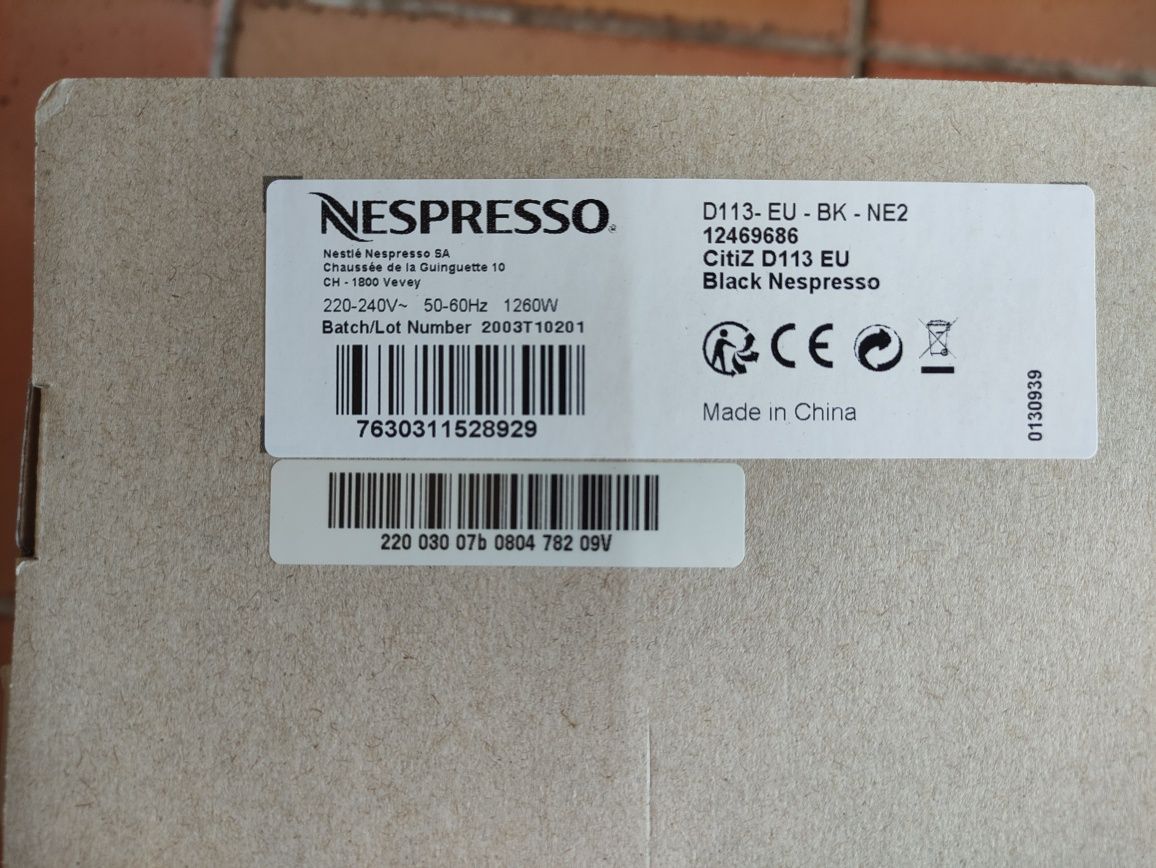 NESPRESSO®
Nestlé Nespresso SA
Chaussée de la Guinguette 10
CH - 1800 Vevey
220-240V~ 50-60Hz 1260W
Batch/Lot Number 2003T10201
7630311528929
D113- EU - BK - NE2
12469686
CitiZ D113 EU
Black Nespresso
CE
Made in China
0130939
220 030 07b 0804 782 09V